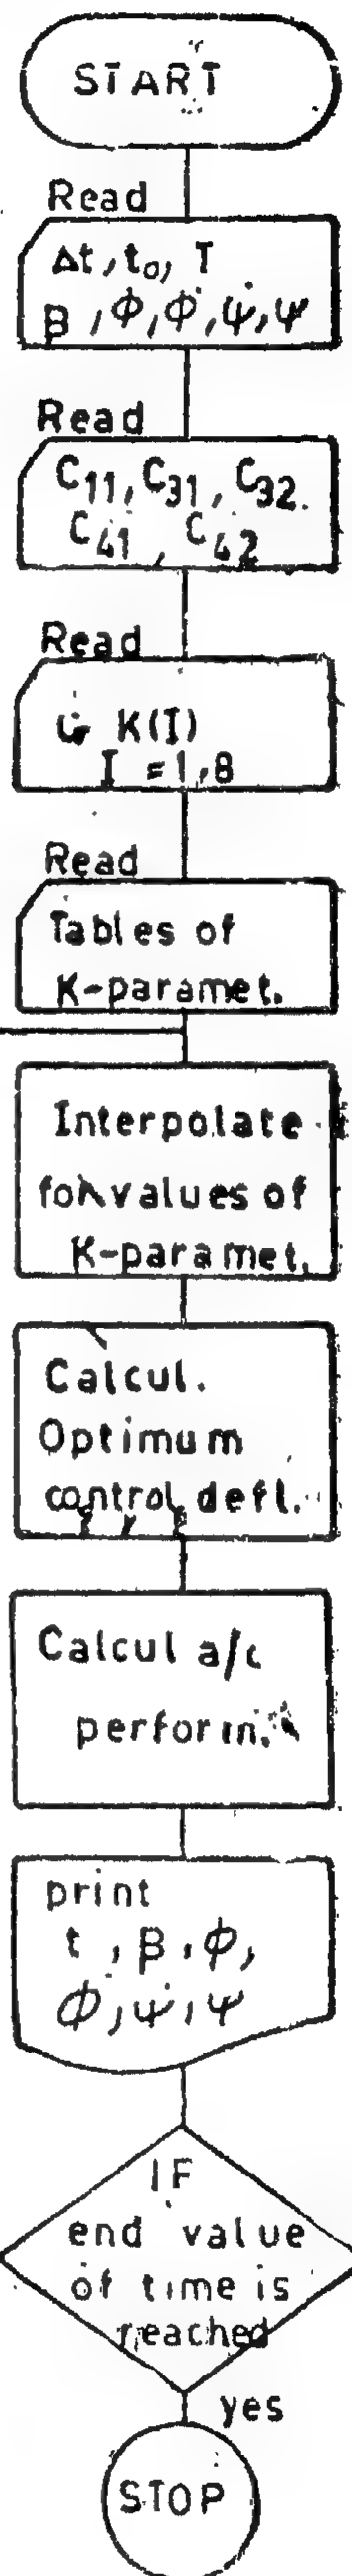 START
Read
Δt, t₀, T
β, ϕ, ϕ̇, ψ̇, ψ
Read
C₁₁, C₃₁, C₃₂.
C₄₁, C₄₂
Read
K(I)
I = 1,8
Read
Tables of
K-paramet.
Interpolate
for values of
K-paramet.
Calcul.
Optimum
control defl.
Calcul a/c
perform.
print
t, β, ϕ,
ϕ̇, ψ̇, ψ
IF
end value
of time is
reached
yes
STOP